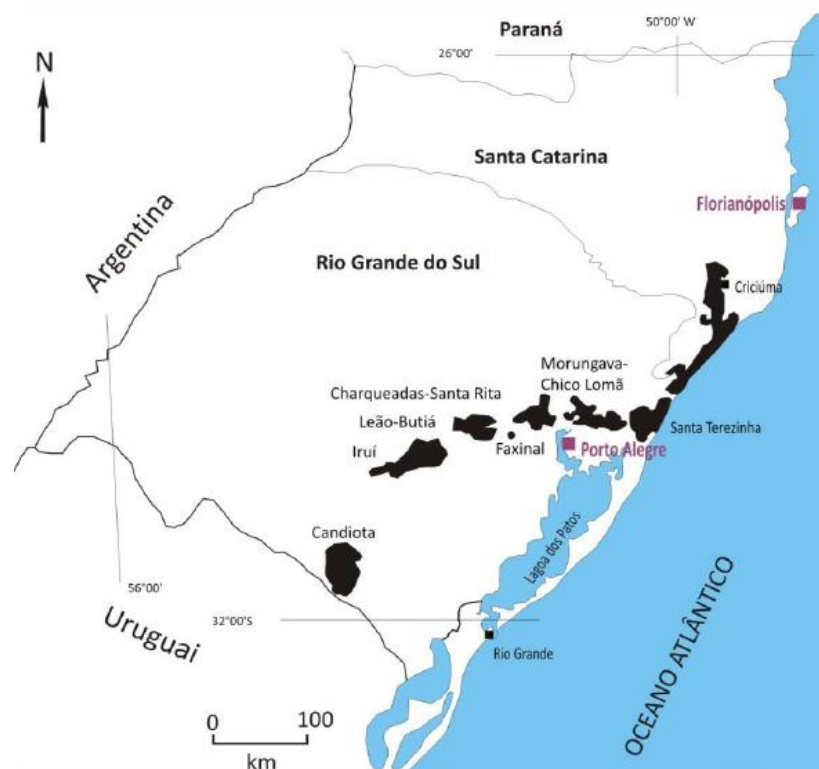 Paraná
50°00' W
26°00'
N
Santa Catarina
Florianópolis
Argentina
Rio Grande do Sul
Criciúma
Morungava-
Chico Lomã
Charqueadas-Santa Rita
Leão-Butiá
Santa Terezinha
Iruí
Faxinal
Porto Alegre
Candiota
Lagoa dos Patos
56°00'
Uruguai
32°00'S
Rio Grande
OCEANO ATLÂNTICO
0 100
km